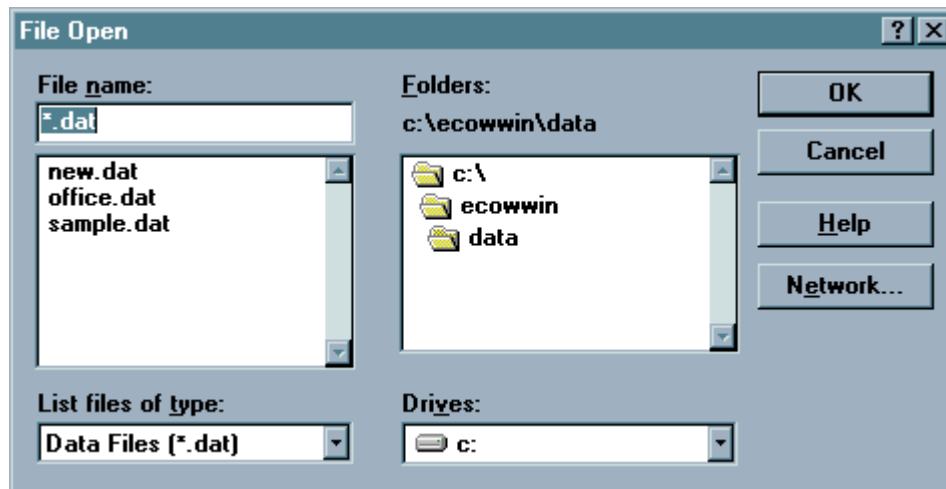 File Open
File name:
*.dat
new.dat
office.dat
sample.dat
List files of type:
Data Files (*.dat)
Folders:
c:\ecowwin\data
c:\
ecowwin
data
Drives:
c:
OK
Cancel
Help
Network...